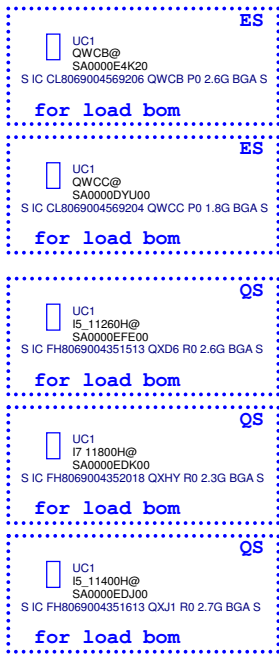 ES
UC1
QWCB@
SA0000E4K20
S IC CL8069004569206 QWCB P0 2.6G BGA S
for load bom
ES
UC1
QWCC@
SA0000DYU00
S IC CL8069004569204 QWCC P0 1.8G BGA S
for load bom
QS
UC1
I5_11260H@
SA0000EFE00
S IC FH8069004351513 QXD6 R0 2.6G BGA S
for load bom
QS
UC1
I7 11800H@
SA0000EDK00
S IC FH8069004352018 QXHY R0 2.3G BGA S
for load bom
QS
UC1
I5_11400H@
SA0000EDJ00
S IC FH8069004351613 QXJ1 R0 2.7G BGA S
for load bom